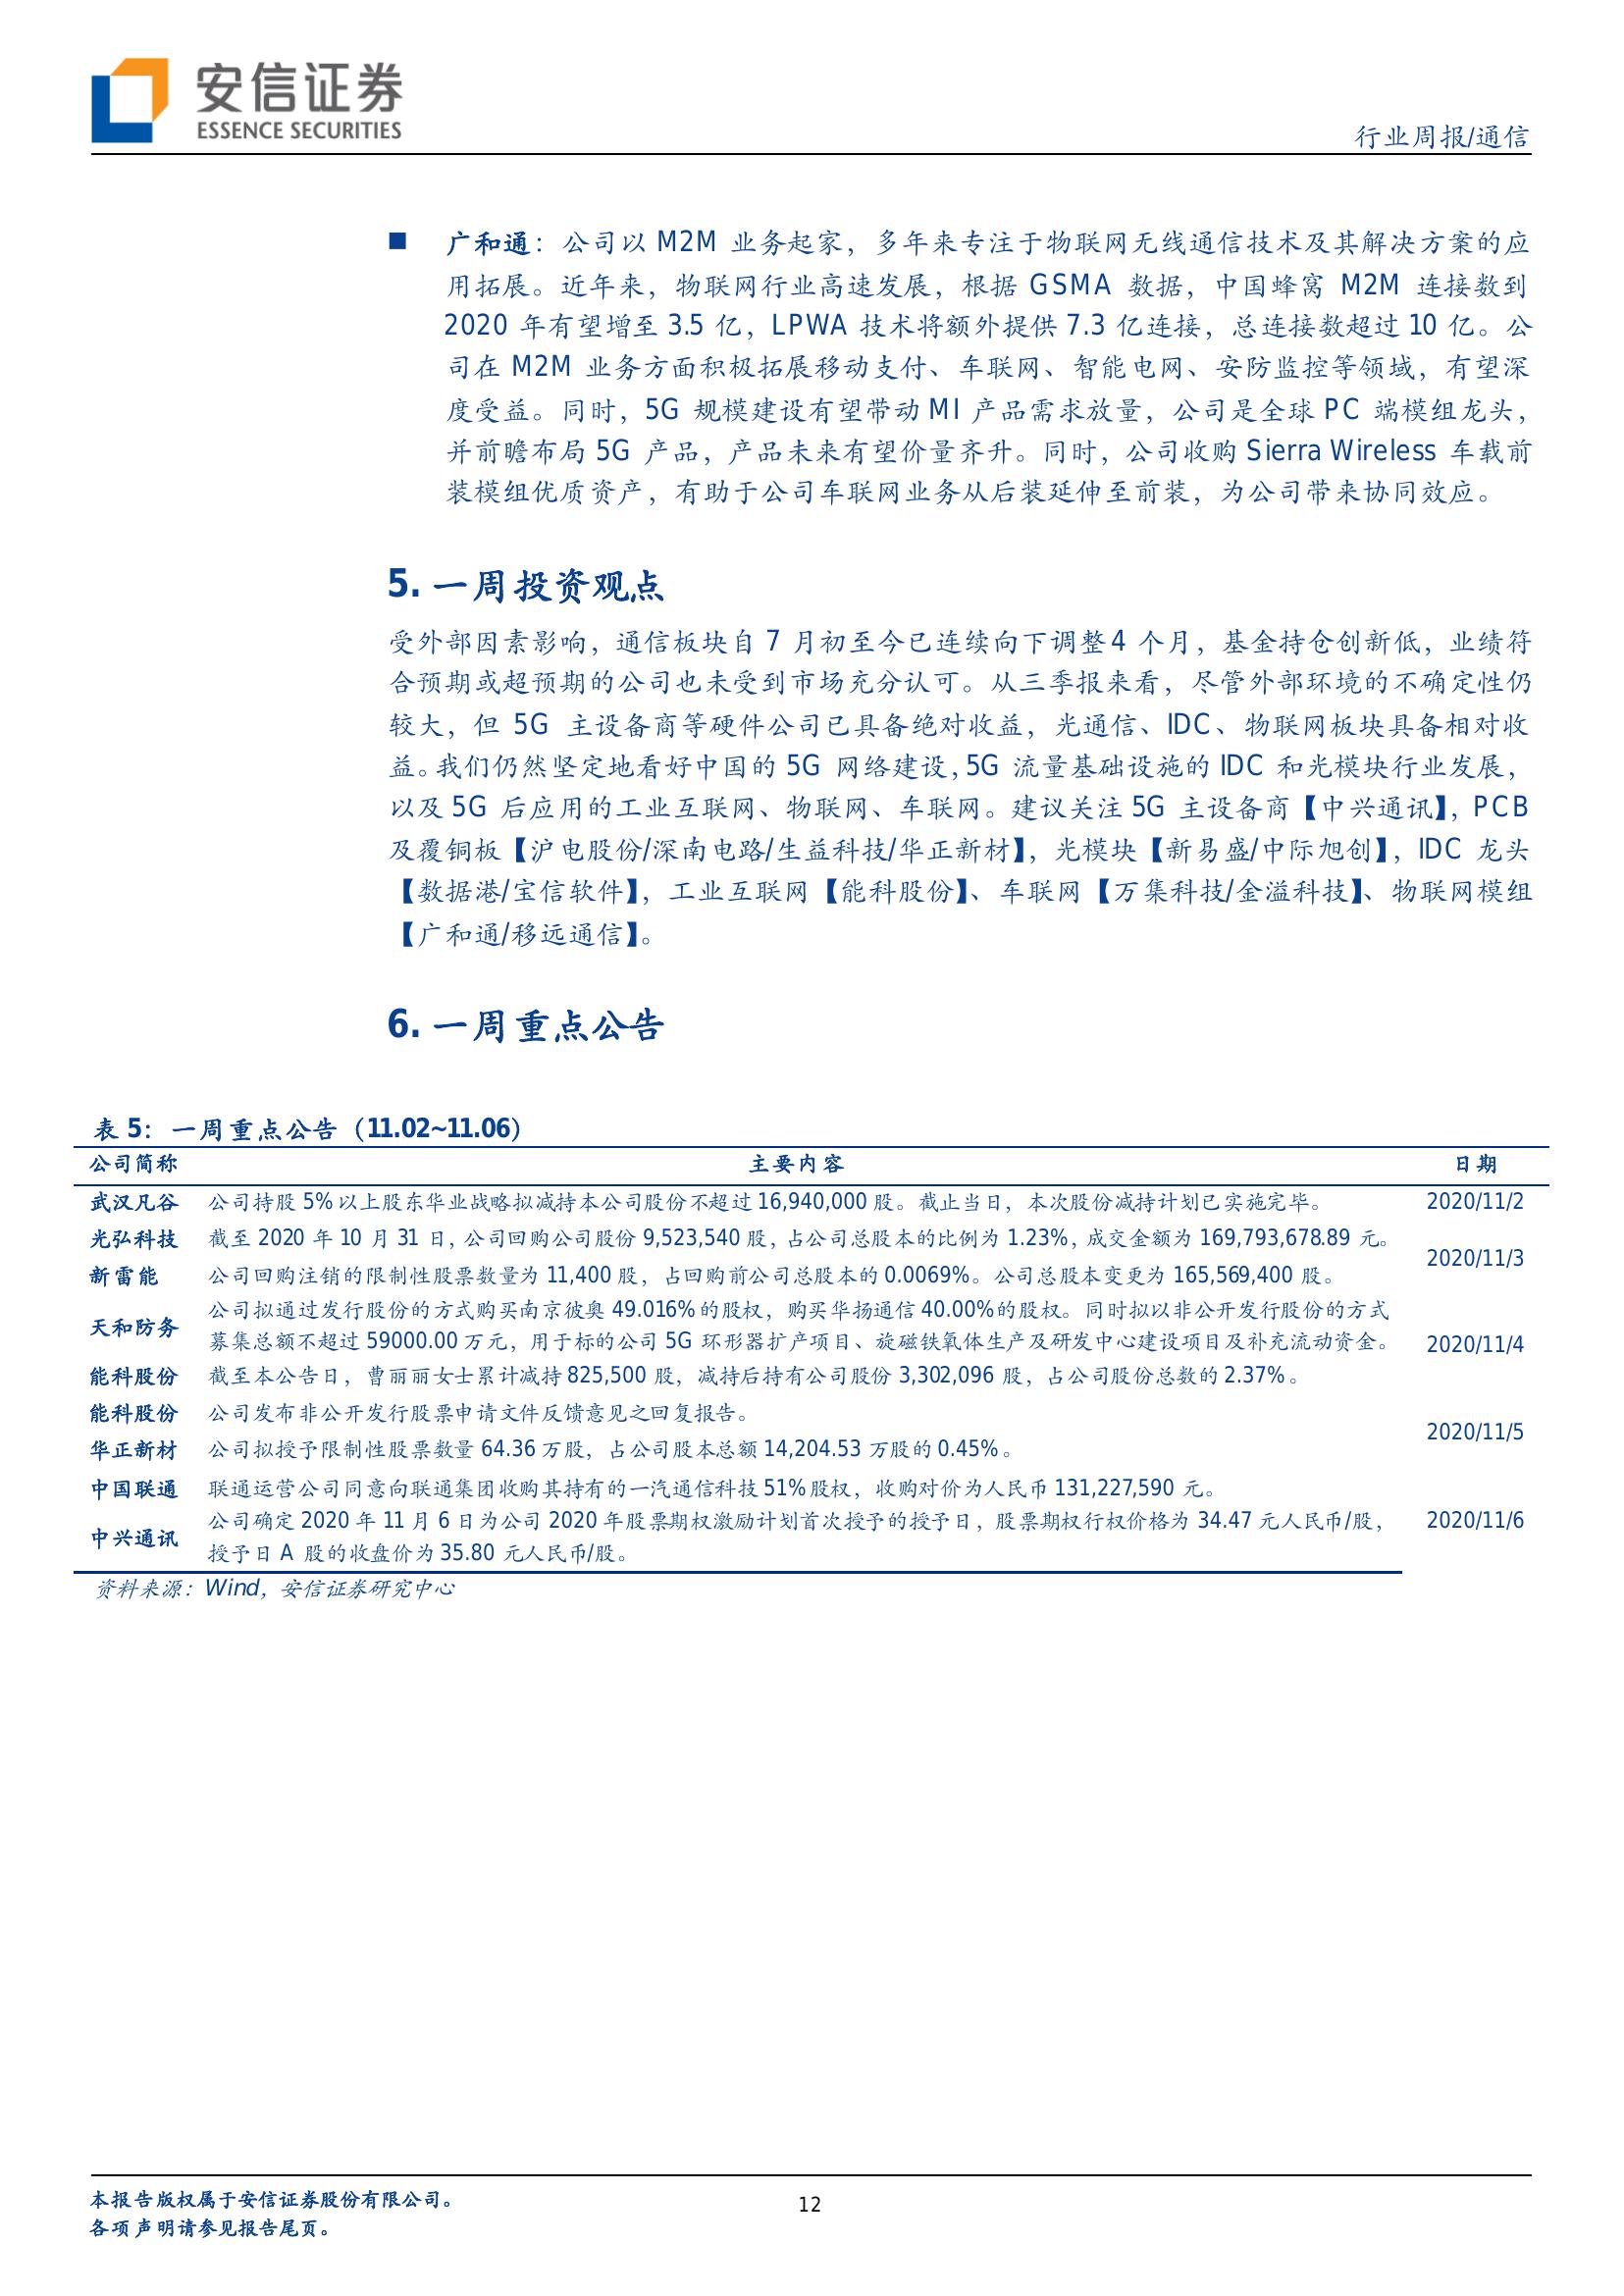 安信证券
ESSENCE SECURITIES
行业周报/通信
■ 广和通：公司以 M2M 业务起家，多年来专注于物联网无线通信技术及其解决方案的应
用拓展。近年来，物联网行业高速发展，根据 GSMA 数据，中国蜂窝 M2M 连接数到
2020 年有望增至 3.5 亿，LPWA 技术将额外提供 7.3 亿连接，总连接数超过 10 亿。公
司在 M2M 业务方面积极拓展移动支付、车联网、智能电网、安防监控等领域，有望深
度受益。同时，5G 规模建设有望带动 MI 产品需求放量，公司是全球 PC 端模组龙头，
并前瞻布局 5G 产品，产品未来有望价量齐升。同时，公司收购 Sierra Wireless 车载前
装模组优质资产，有助于公司车联网业务从后装延伸至前装，为公司带来协同效应。
5. 一周投资观点
受外部因素影响，通信板块自 7 月初至今已连续向下调整 4 个月，基金持仓创新低，业绩符
合预期或超预期的公司也未受到市场充分认可。从三季报来看，尽管外部环境的不确定性仍
较大，但 5G 主设备商等硬件公司已具备绝对收益，光通信、IDC、物联网板块具备相对收
益。我们仍然坚定地看好中国的 5G 网络建设，5G 流量基础设施的 IDC 和光模块行业发展，
以及 5G 后应用的工业互联网、物联网、车联网。建议关注 5G 主设备商【中兴通讯】，PCB
及覆铜板【沪电股份/深南电路/生益科技/华正新材】，光模块【新易盛/中际旭创】，IDC 龙头
【数据港/宝信软件】，工业互联网【能科股份】、车联网【万集科技/金溢科技】、物联网模组
【广和通/移远通信】。
6. 一周重点公告
表 5：一周重点公告（11.02~11.06）
公司简称 主要内容 日期
武汉凡谷 公司持股 5%以上股东华业战略拟减持本公司股份不超过 16,940,000 股。截止当日，本次股份减持计划已实施完毕。 2020/11/2
光弘科技 截至 2020 年 10 月 31 日，公司回购公司股份 9,523,540 股，占公司总股本的比例为 1.23%，成交金额为 169,793,678.89 元。
2020/11/3
新雷能 公司回购注销的限制性股票数量为 11,400 股，占回购前公司总股本的 0.0069%。公司总股本变更为 165,569,400 股。
天和防务 公司拟通过发行股份的方式购买南京彼奥 49.016%的股权，购买华扬通信 40.00%的股权。同时拟以非公开发行股份的方式
募集总额不超过 59000.00 万元，用于标的公司 5G 环形器扩产项目、旋磁铁氧体生产及研发中心建设项目及补充流动资金。
2020/11/4
能科股份 截至本公告日，曹丽丽女士累计减持 825,500 股，减持后持有公司股份 3,302,096 股，占公司股份总数的 2.37%。
能科股份 公司发布非公开发行股票申请文件反馈意见之回复报告。
2020/11/5
华正新材 公司拟授予限制性股票数量 64.36 万股，占公司股本总额 14,204.53 万股的 0.45%。
中国联通 联通运营公司同意向联通集团收购其持有的一汽通信科技 51%股权，收购对价为人民币 131,227,590 元。
中兴通讯 公司确定 2020 年 11 月 6 日为公司 2020 年股票期权激励计划首次授予的授予日，股票期权行权价格为 34.47 元人民币/股，
2020/11/6
授予日 A 股的收盘价为 35.80 元人民币/股。
资料来源：Wind，安信证券研究中心
本报告版权属于安信证券股份有限公司。
各项声明请参见报告尾页。
12